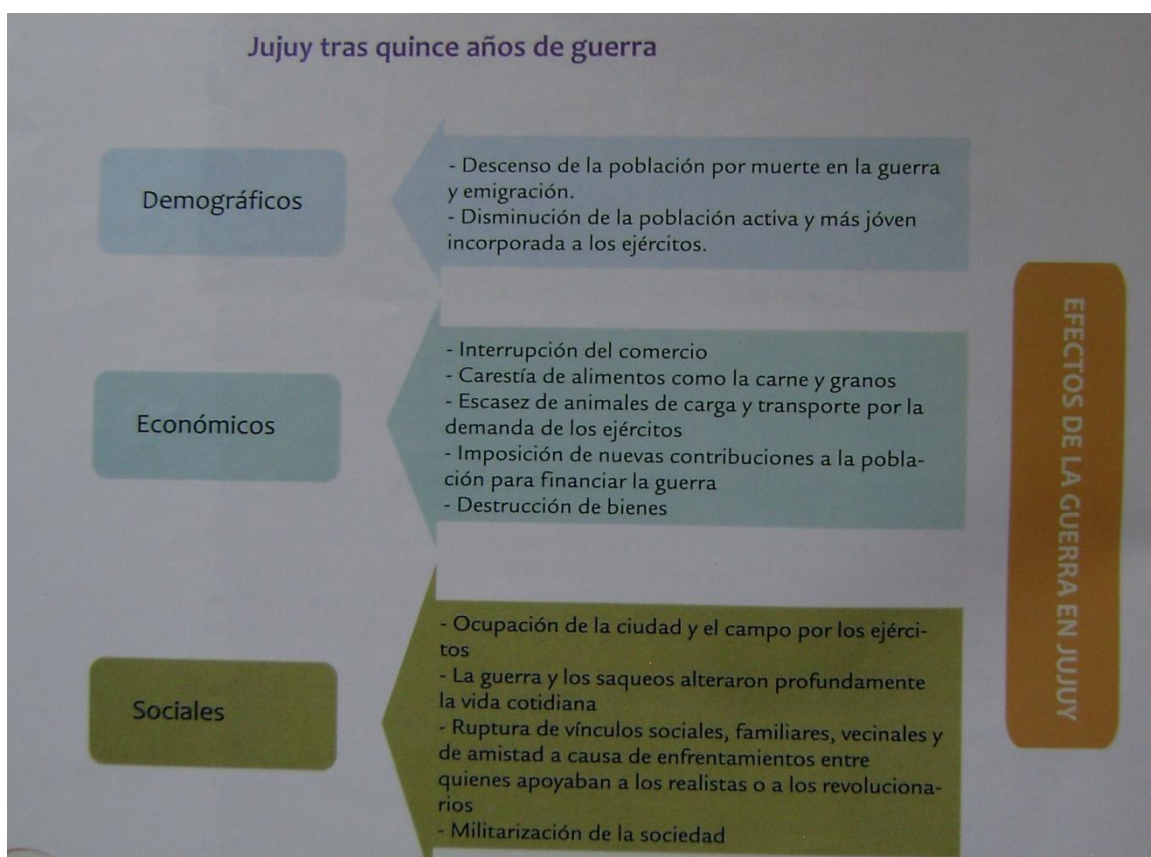 Jujuy tras quince años de guerra
Demográficos
- Descenso de la población por muerte en la guerra
y emigración.
- Disminución de la población activa y más jóven
incorporada a los ejércitos.
Económicos
- Interrupción del comercio
- Carestía de alimentos como la carne y granos
- Escasez de animales de carga y transporte por la
demanda de los ejércitos
- Imposición de nuevas contribuciones a la pobla-
ción para financiar la guerra
- Destrucción de bienes
Sociales
- Ocupación de la ciudad y el campo por los ejérci-
tos
- La guerra y los saqueos alteraron profundamente
la vida cotidiana
- Ruptura de vínculos sociales, familiares, vecinales y
de amistad a causa de enfrentamientos entre
quienes apoyaban a los realistas o a los revoluciona-
rios
- Militarización de la sociedad
EFECTOS DE LA GUERRA EN JUJUY